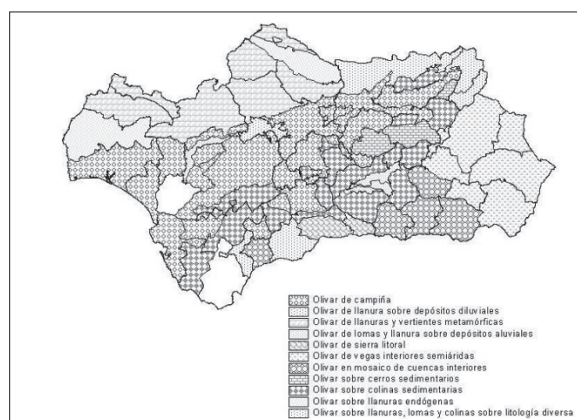 Olivar de campiña
Olivar de llanura sobre depósitos diluviales
Olivar de llanuras y vertientes metamórficas
Olivar de lomas y llanura sobre depósitos aluviales
Olivar de sierra litoral
Olivar de vegas interiores semiáridas
Olivar en mosaico de cuencas interiores
Olivar sobre cerros sedimentarios
Olivar sobre colinas sedimentarias
Olivar sobre llanuras endógenas
Olivar sobre llanuras, lomas y colinas sobre litología diversa